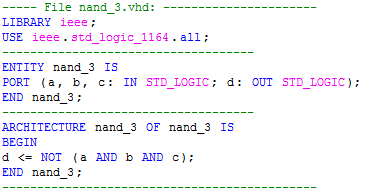 ----- File nand_3.vhd: ---------------------
LIBRARY ieee;
USE ieee.std_logic_1164.all;
------------------------------------
ENTITY nand_3 IS
PORT (a, b, c: IN STD_LOGIC; d: OUT STD_LOGIC);
END nand_3;
------------------------------------
ARCHITECTURE nand_3 OF nand_3 IS
BEGIN
d <= NOT (a AND b AND c);
END nand_3;
---------------------------------------------